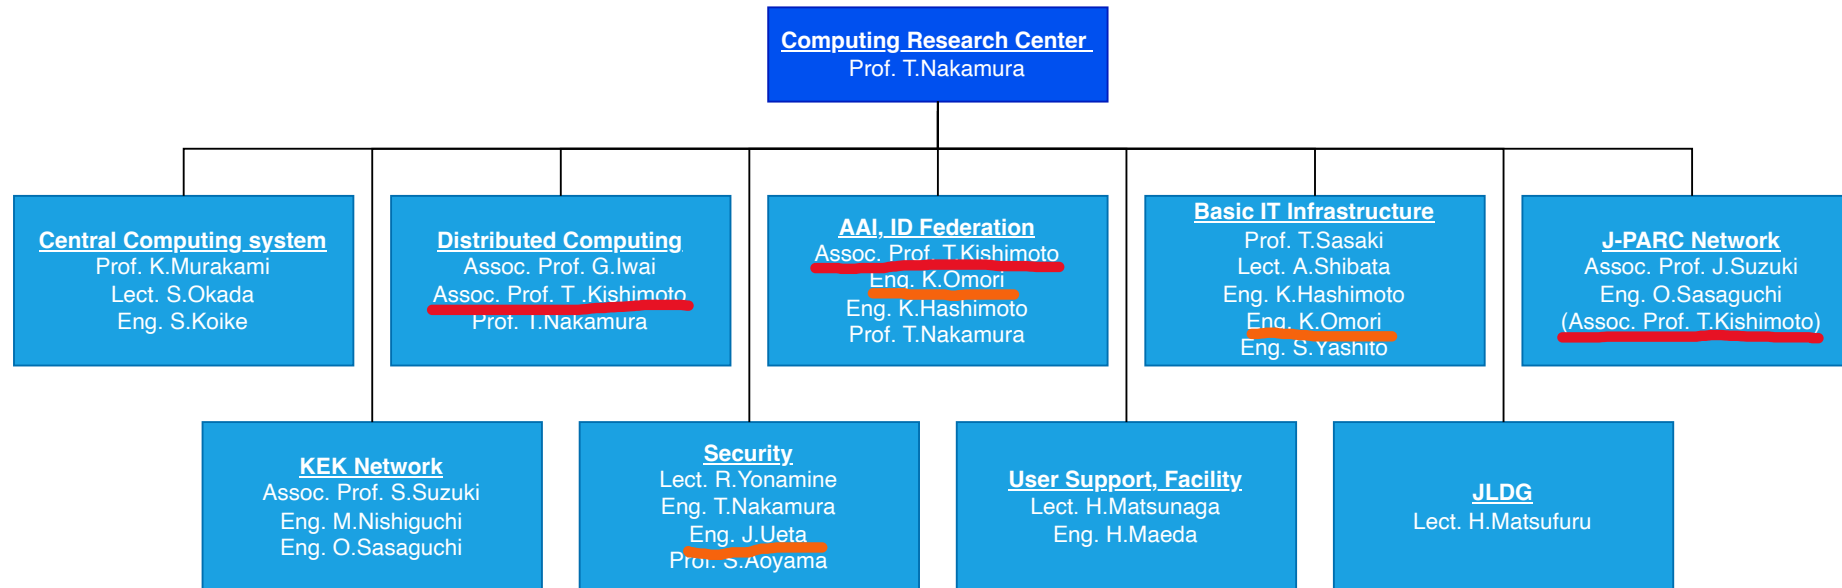 Computing Research Center
Prof. T.Nakamura
Central Computing system
Prof. K.Murakami
Lect. S.Okada
Eng. S.Koike
Distributed Computing
Assoc. Prof. G.Iwai
Assoc. Prof. T .Kishimoto
Prof. T.Nakamura
AAI, ID Federation
Assoc. Prof. T.Kishimoto
Eng. K.Omori
Eng. K.Hashimoto
Prof. T.Nakamura
Basic IT Infrastructure
Prof. T.Sasaki
Lect. A.Shibata
Eng. K.Hashimoto
Eng. K.Omori
Eng. S.Yashito
J-PARC Network
Assoc. Prof. J.Suzuki
Eng. O.Sasaguchi
(Assoc. Prof. T.Kishimoto)
KEK Network
Assoc. Prof. S.Suzuki
Eng. M.Nishiguchi
Eng. O.Sasaguchi
Security
Lect. R.Yonamine
Eng. T.Nakamura
Eng. J.Ueta
Prof. S.Aoyama
User Support, Facility
Lect. H.Matsunaga
Eng. H.Maeda
JLDG
Lect. H.Matsufuru